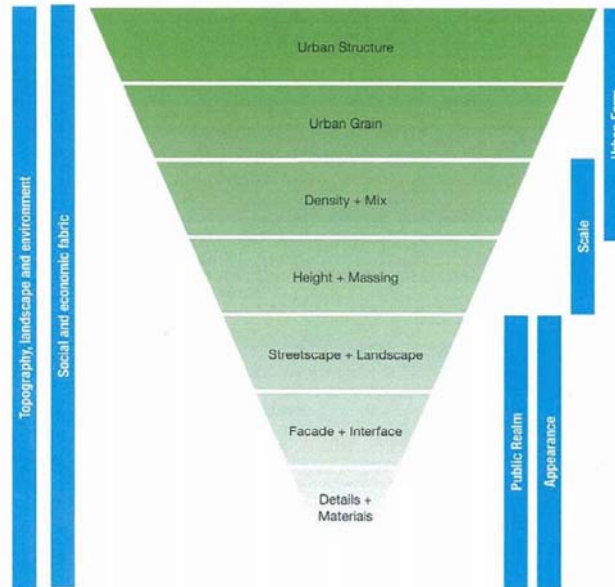 Urban Structure
Urban Grain
Density + Mix
Height + Massing
Streetscape + Landscape
Facade + Interface
Details +
Materials
Topography, landscape and environment
Social and economic fabric
Scale
Public Realm
Appearance